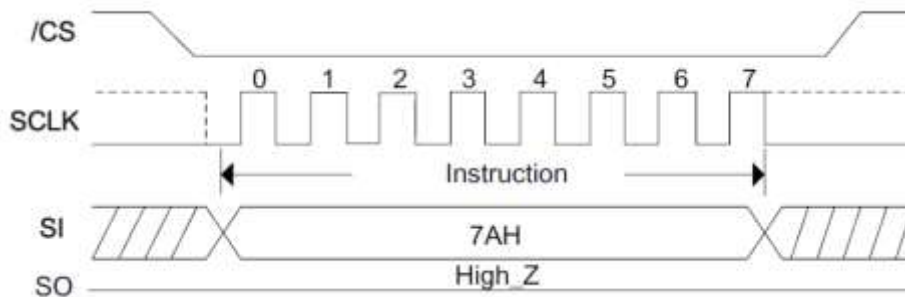 /CS
0 1 2 3 4 5 6 7
SCLK
Instruction
SI
7AH
High_Z
SO